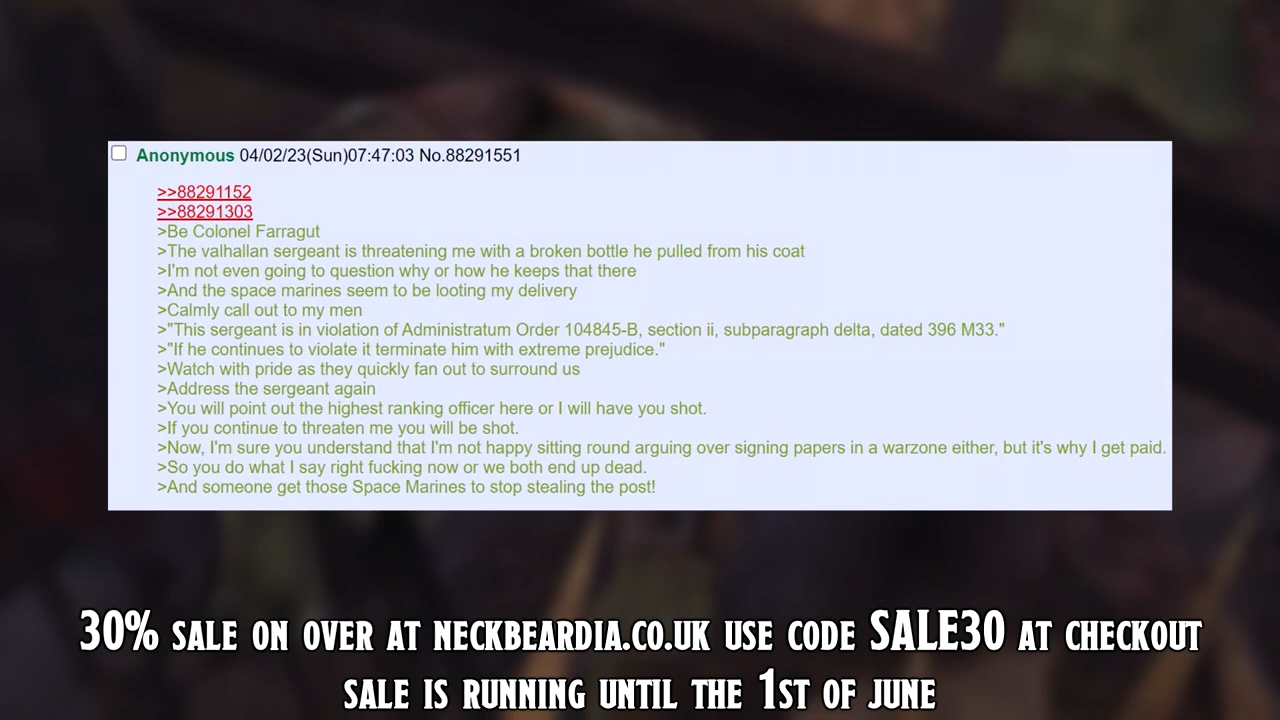 Anonymous 04/02/23(Sun)07:47:03 No.88291551
>>88291152
>>88291303
>Be Colonel Farragut
>The valhallan sergeant is threatening me with a broken bottle he pulled from his coat
>I'm not even going to question why or how he keeps that there
>And the space marines seem to be looting my delivery
>Calmly call out to my men
>"This sergeant is in violation of Administratum Order 104845-B, section ii, subparagraph delta, dated 396 M33."
>"If he continues to violate it terminate him with extreme prejudice."
>Watch with pride as they quickly fan out to surround us
>Address the sergeant again
>You will point out the highest ranking officer here or I will have you shot.
>If you continue to threaten me you will be shot.
>Now, I'm sure you understand that I'm not happy sitting round arguing over signing papers in a warzone either, but it's why I get paid.
>So you do what I say right fucking now or we both end up dead.
>And someone get those Space Marines to stop stealing the post!
30% SALE ON OVER AT NECKBEARDIA.CO.UK USE CODE SALE30 AT CHECKOUT
SALE IS RUNNING UNTIL THE 1ST OF JUNE